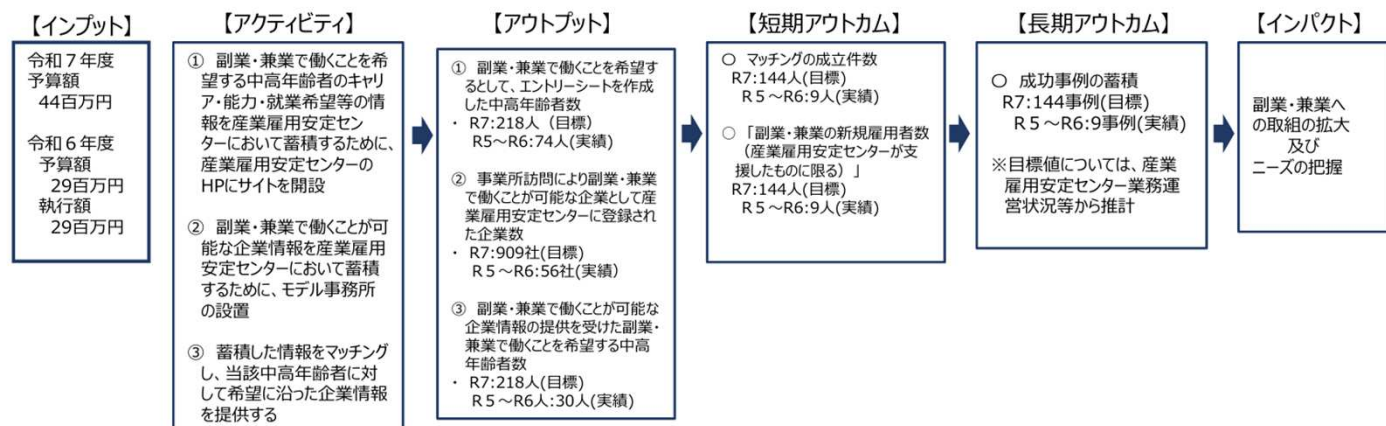 【インプット】
令和７年度
予算額
44百万円
令和６年度
予算額
29百万円
執行額
29百万円
【アクティビティ】
① 副業・兼業で働くことを希
望する中高年齢者のキャリ
ア・能力・就業希望等の情
報を産業雇用安定セン
ターにおいて蓄積するために、
産業雇用安定センターの
HPにサイトを開設
② 副業・兼業で働くことが可
能な企業情報を産業雇用
安定センターにおいて蓄積
するために、モデル事務所
の設置
③ 蓄積した情報をマッチング
し、当該中高年齢者に対
して希望に沿った企業情報
を提供する
【アウトプット】
① 副業・兼業で働くことを希望す
るとして、エントリーシートを作成
した中高年齢者数
・ R7:218人（目標）
R5～R6:74人(実績)
② 事業所訪問により副業・兼業
で働くことが可能な企業として産
業雇用安定センターに登録され
た企業数
・ R7:909社(目標)
Ｒ５～R6:56社(実績）
③ 副業・兼業で働くことが可能な
企業情報の提供を受けた副業・
兼業で働くことを希望する中高
年齢者数
・ R7:218人(目標)
Ｒ５～R6人:30人(実績)
【短期アウトカム】
○ マッチングの成立件数
R7:144人(目標)
Ｒ５～R6:9人(実績)
○ 「副業・兼業の新規雇用者数
（産業雇用安定センターが支
援したものに限る）」
R7:144人(目標)
Ｒ５～R6:9人(実績)
【長期アウトカム】
○ 成功事例の蓄積
R7:144事例(目標)
Ｒ５～R6:9事例(実績)
※目標値については、産業
雇用安定センター業務運
営状況等から推計
【インパクト】
副業・兼業へ
の取組の拡大
及び
ニーズの把握